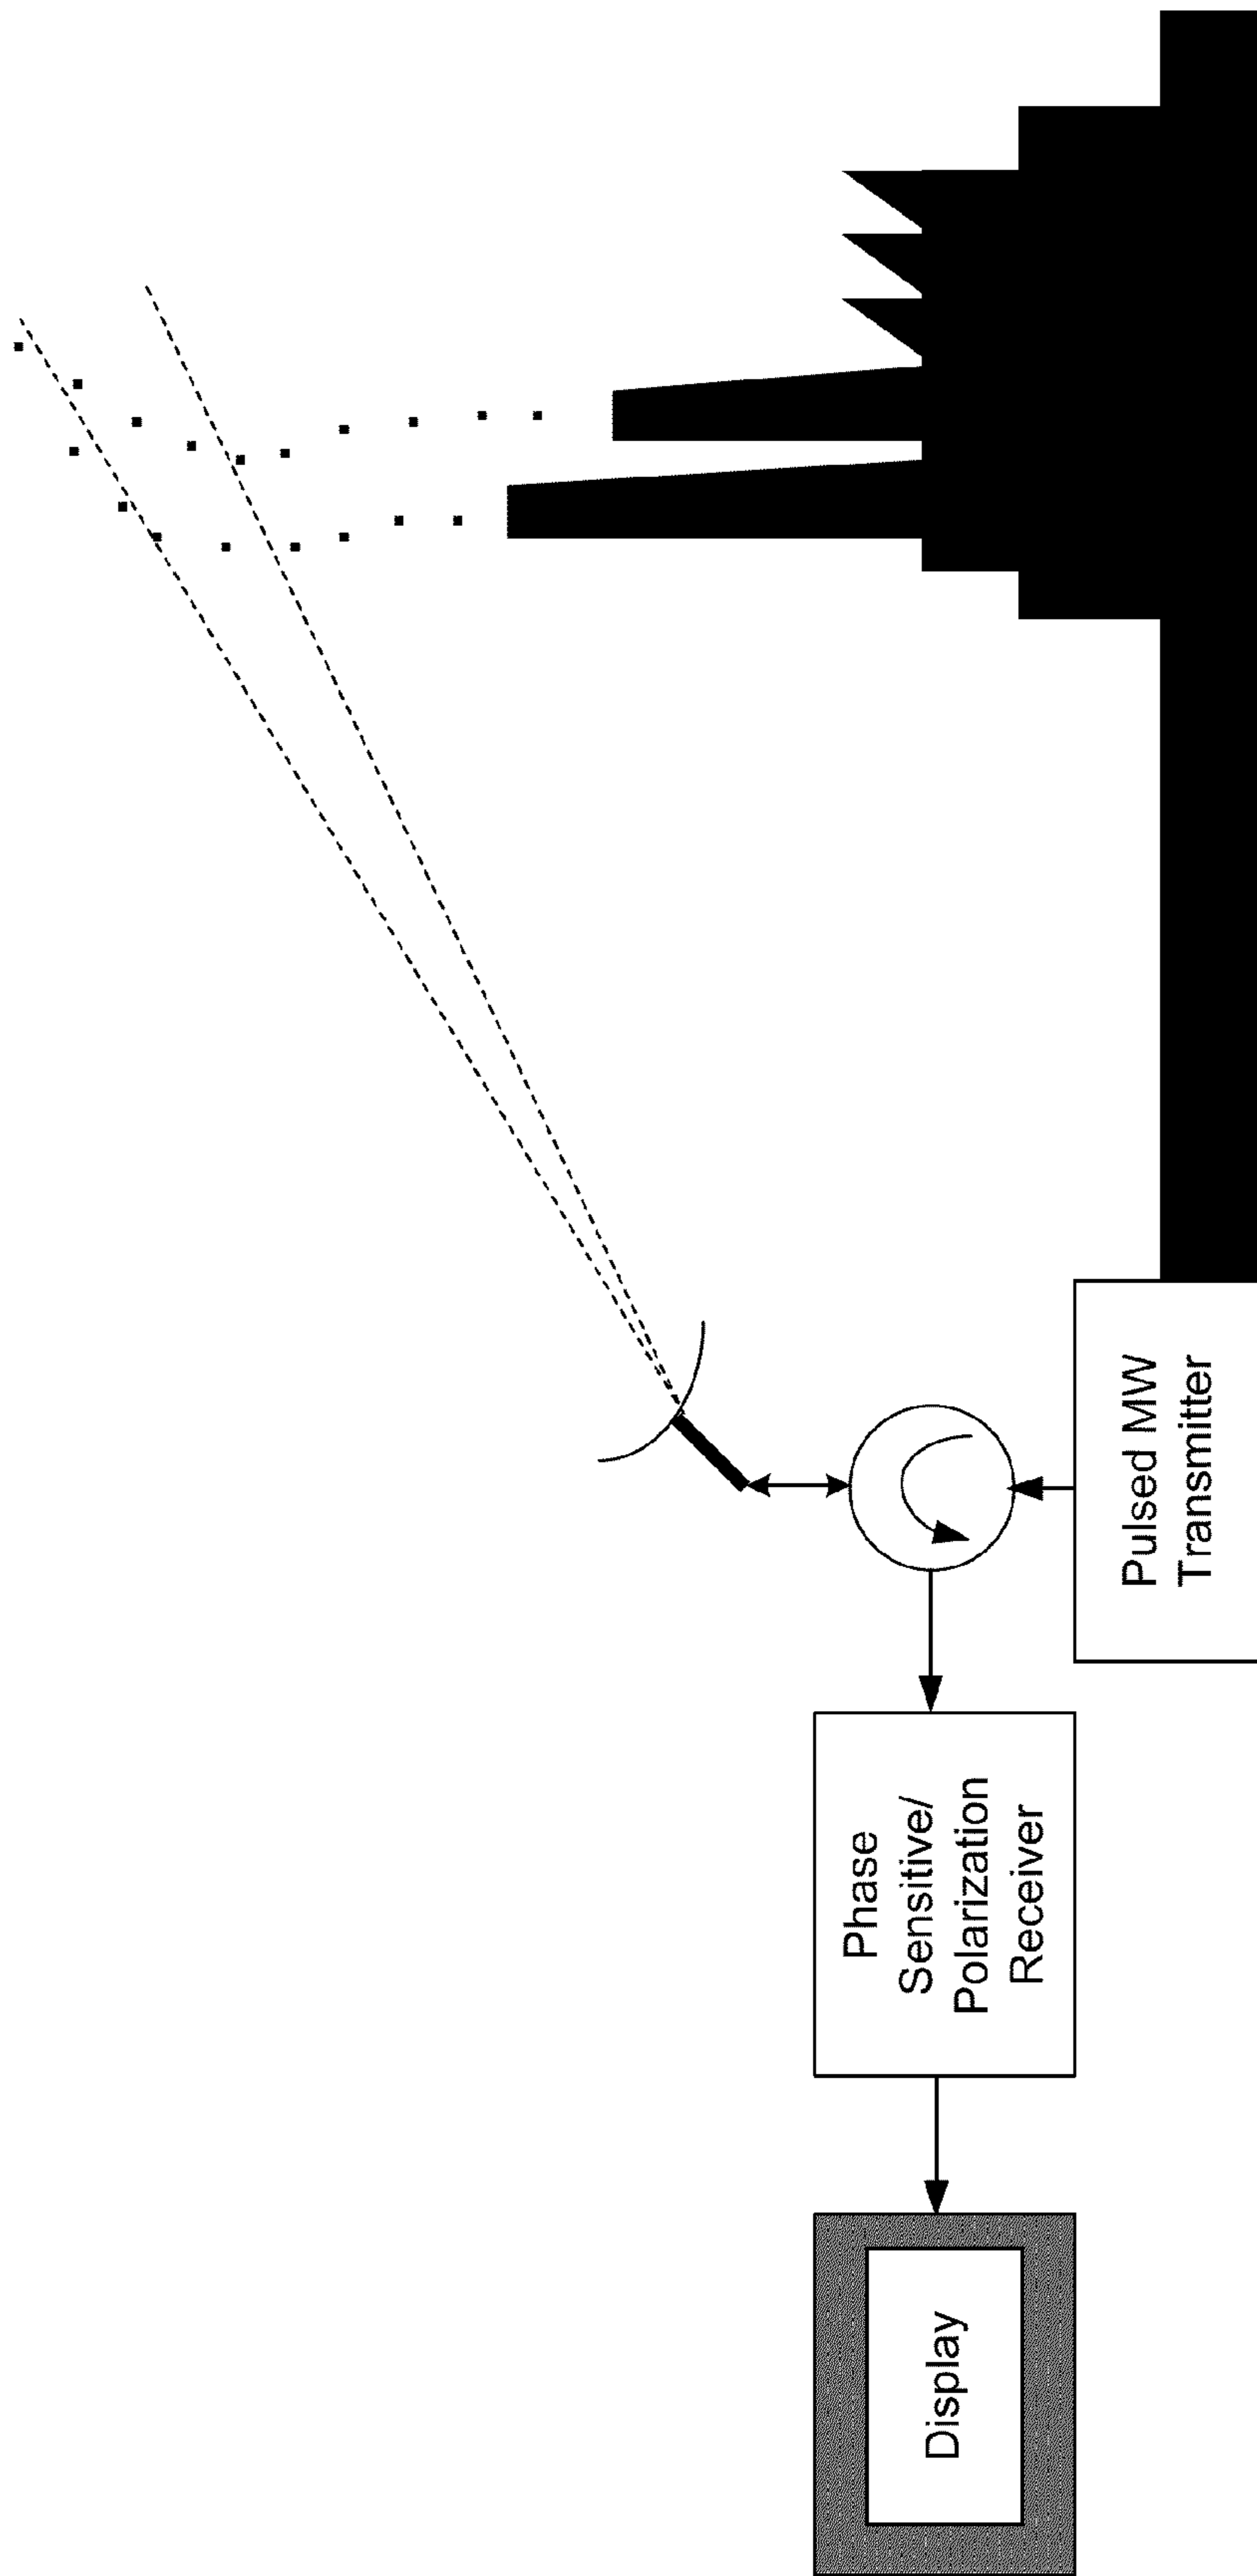 Display
Phase
Sensitive/
Polarization
Receiver
Pulsed MW
Transmitter